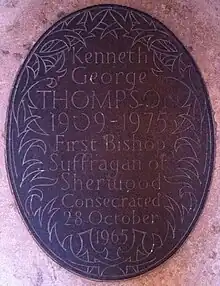 Kenneth
George
THOMPSON
1909-1975
First Bishop
Suffragan of
Sherwood
Consecrated
28 October
1965